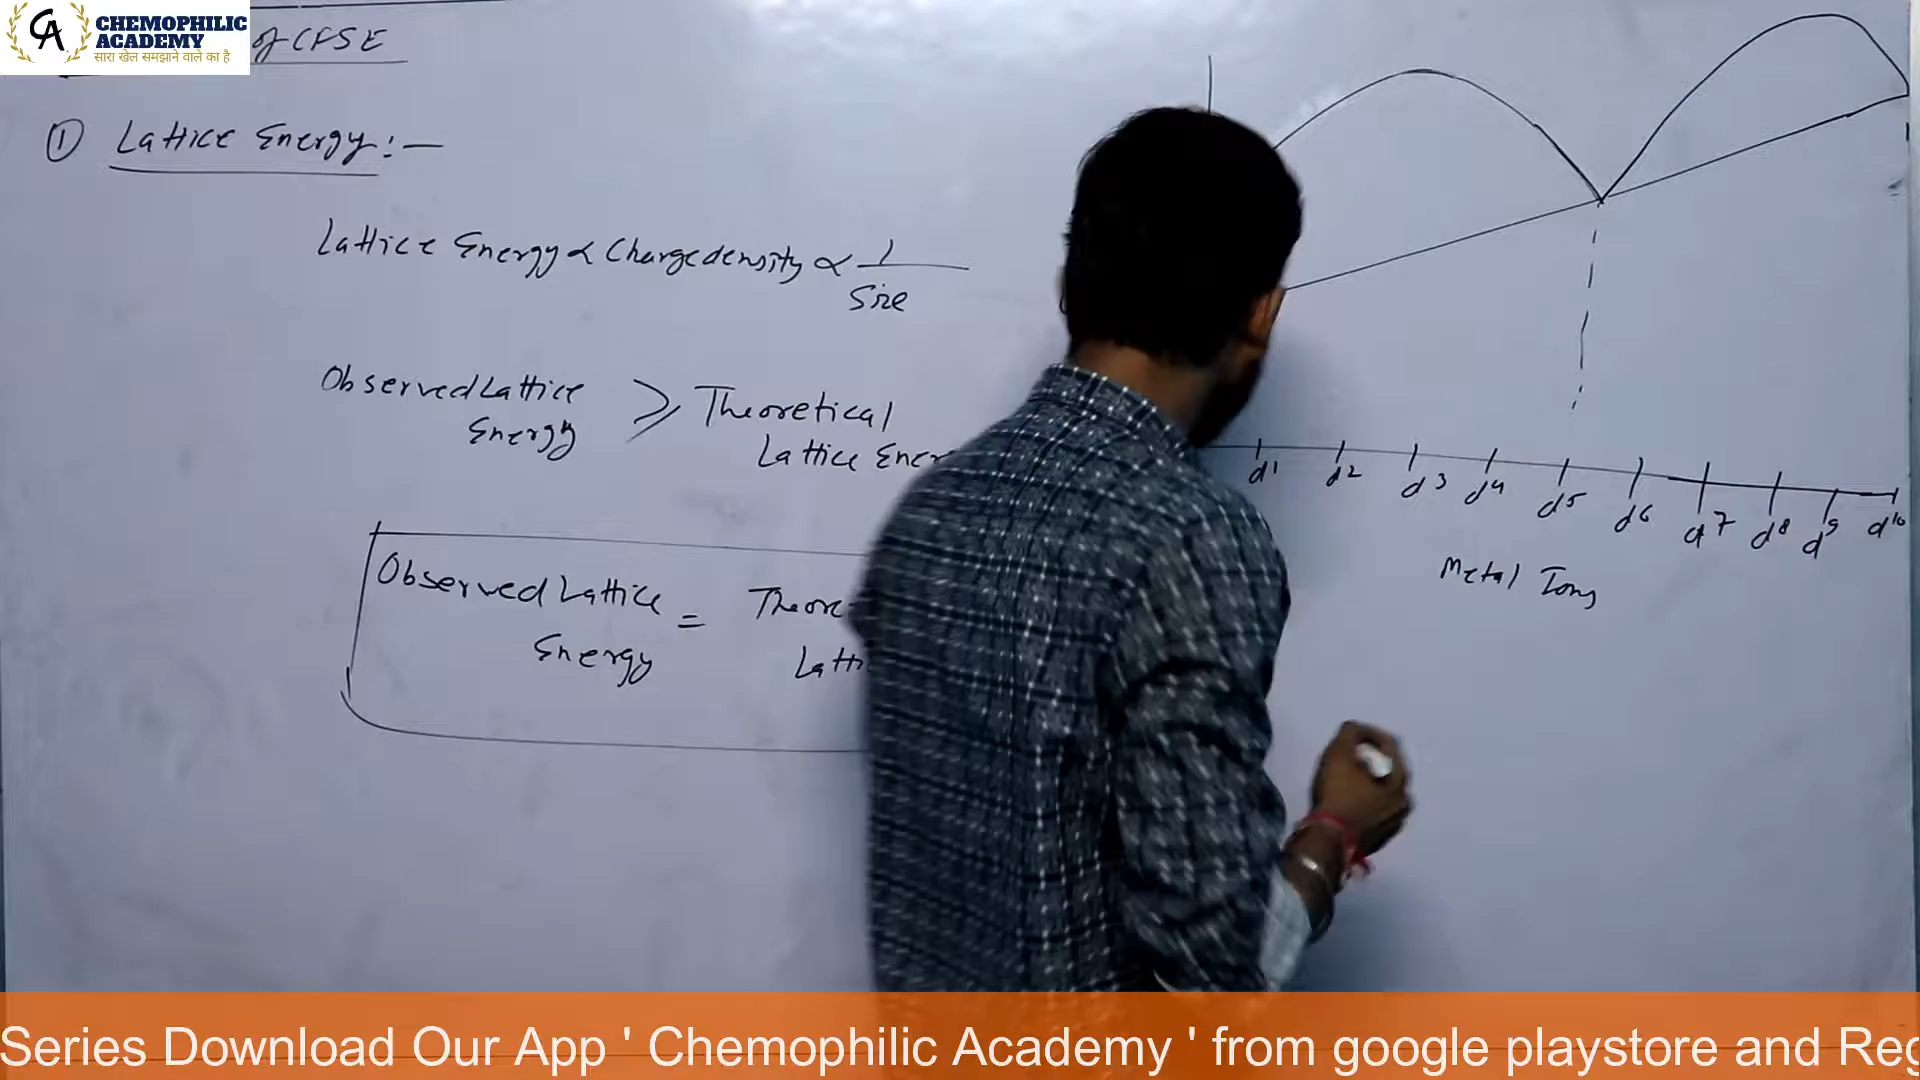 CHEMOPHILIC
ACADEMY
सारा खेल समझाने वाले का है
of CFSE
① Lattice Energy:—
Lattice Energy ∝ Chargedensity ∝ 1/Size
Observed Lattice Energy ≥ Theoretical Lattice Ener
Observed Lattice Energy = Theore
Latti
d1 d2 d3 d4 d5 d6 d7 d8 d9 d10
Metal Ions
Series Download Our App ' Chemophilic Academy ' from google playstore and Reg